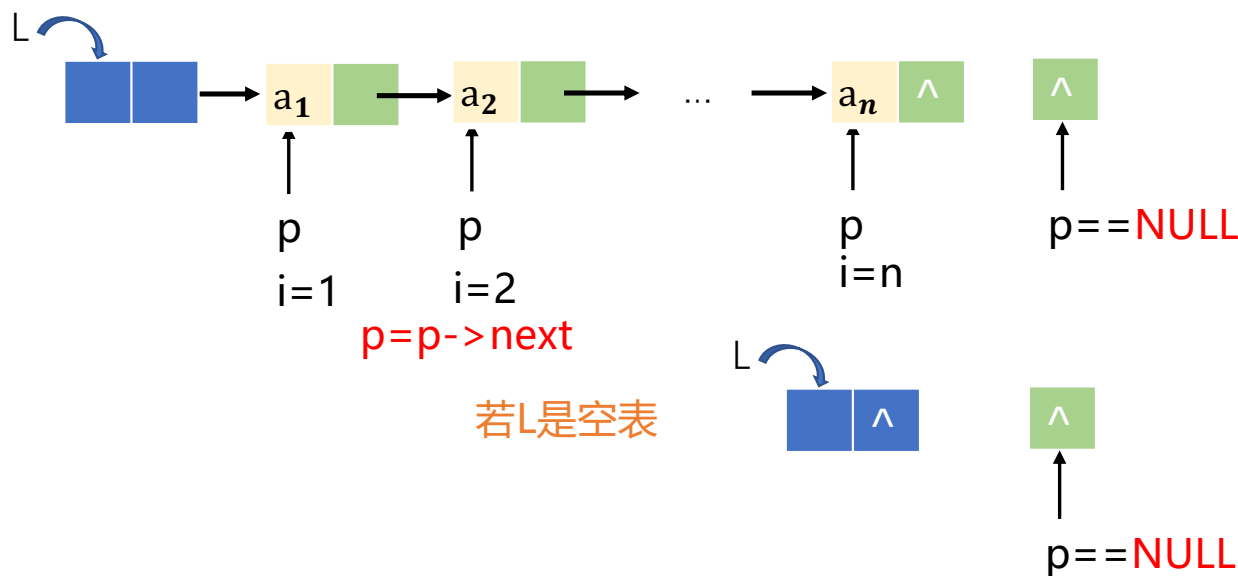 L
a₁ a₂ ... aₙ ^ ^
p p p p==NULL
i=1 i=2 i=n
p=p->next
L
若L是空表 ^ ^
p==NULL